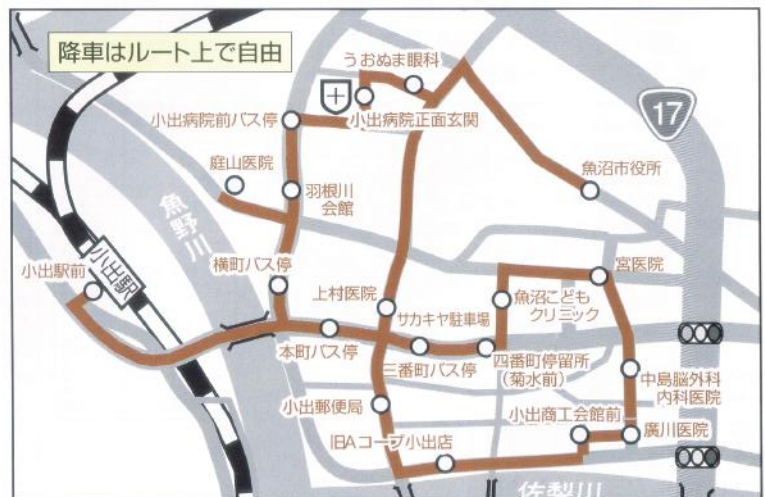 降車はルート上で自由
うおぬま眼科
17
小出病院前バス停
小出病院正面玄関
庭山医院
魚沼市役所
羽根川
会館
魚野川
小出駅前
小出駅
横町バス停
宮医院
上村医院
魚沼こども
クリニック
サカキヤ駐車場
本町バス停
三番町バス停
四番町停留所
(菊水前)
中島脳外科
内科医院
小出郵便局
小出商工会館前
廣川医院
旧Aコープ小出店
佐梨川